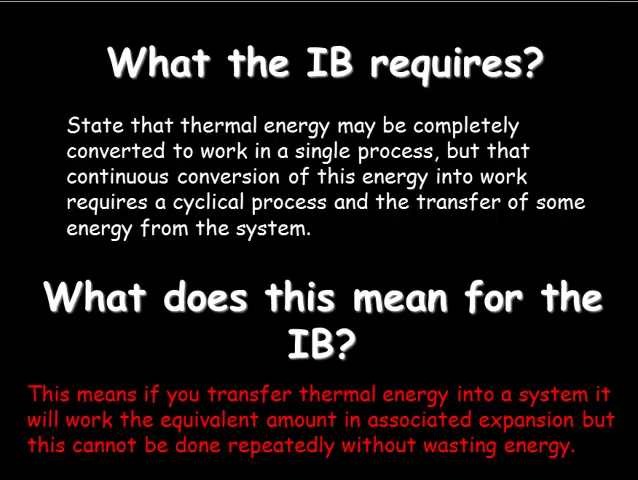 What the IB requires?
State that thermal energy may be completely
converted to work in a single process, but that
continuous conversion of this energy into work
requires a cyclical process and the transfer of some
energy from the system.
What does this mean for the
IB?
This means if you transfer thermal energy into a system it
will work the equivalent amount in associated expansion but
this cannot be done repeatedly without wasting energy.